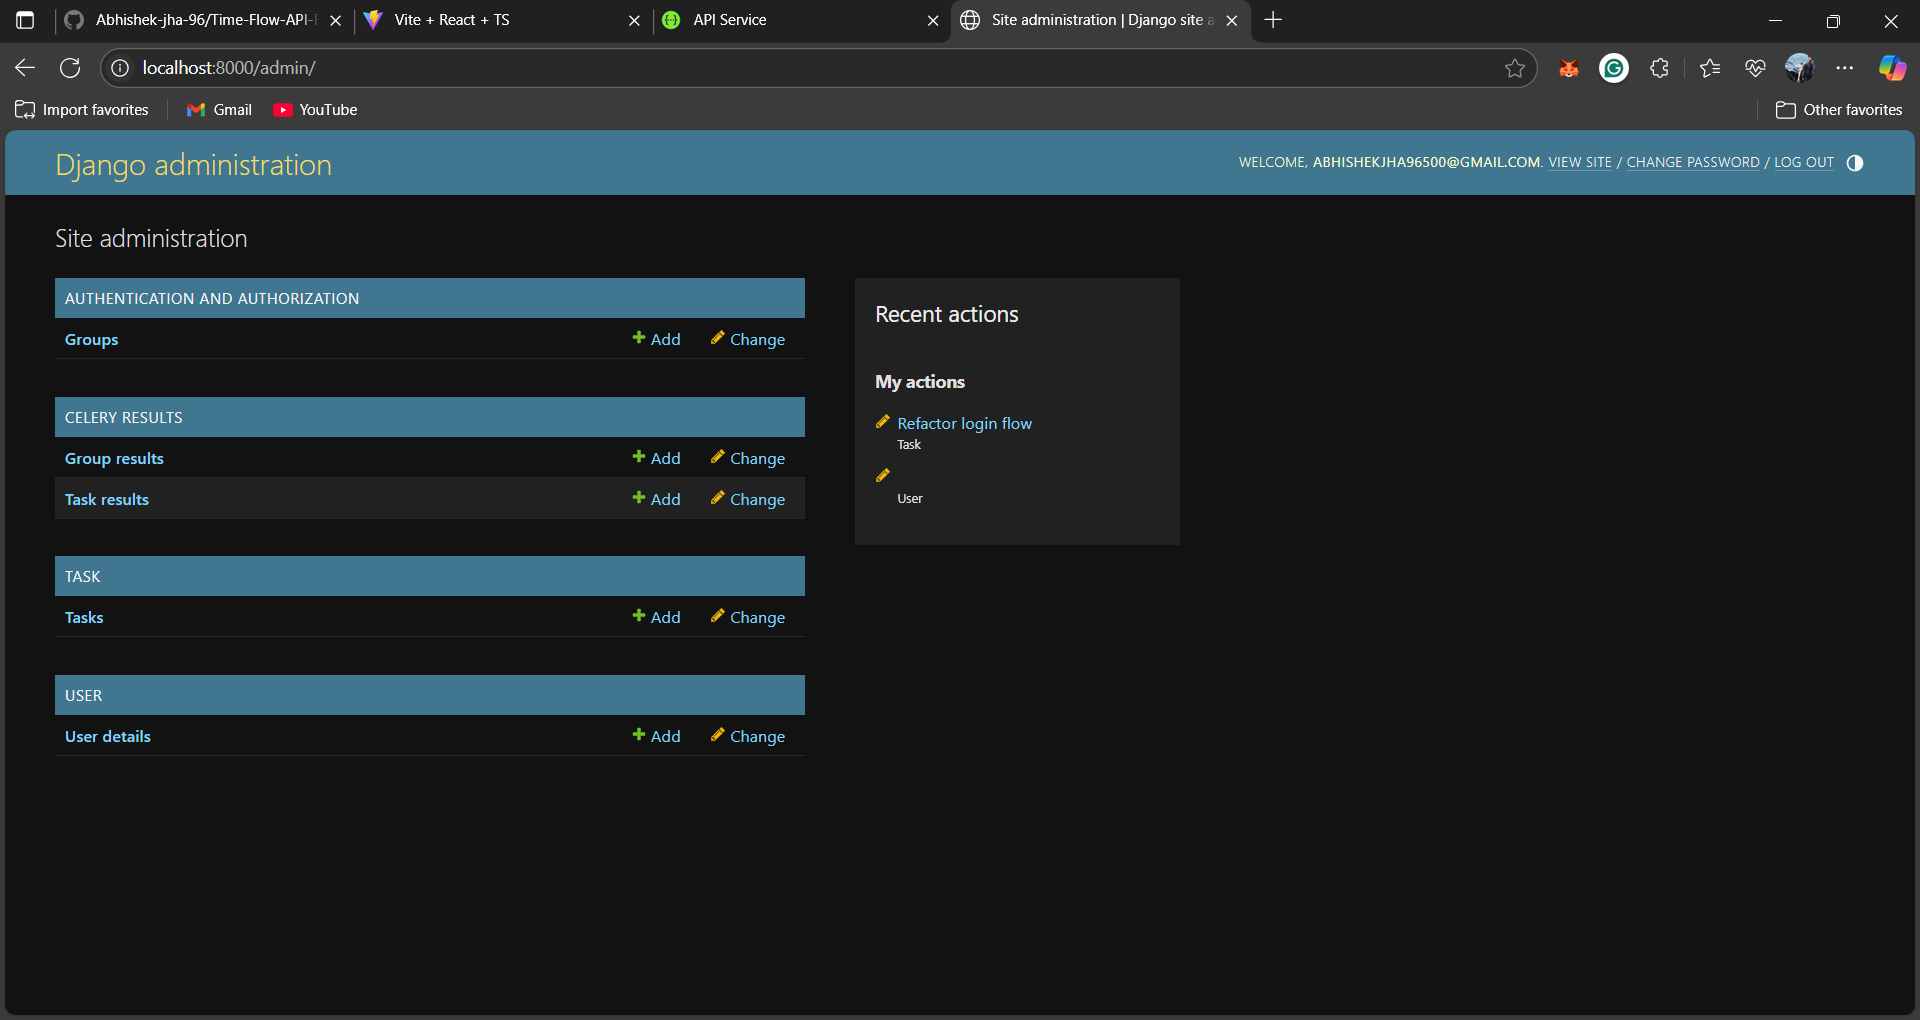 Abhishek-jha-96/Time-Flow-API-
Vite + React + TS
API Service
Site administration | Django site a
localhost:8000/admin/
Import favorites
Gmail
YouTube
Other favorites
Django administration
WELCOME, ABHISHEKJHA96500@GMAIL.COM. VIEW SITE / CHANGE PASSWORD / LOG OUT
Site administration
AUTHENTICATION AND AUTHORIZATION
Groups Add Change
CELERY RESULTS
Group results Add Change
Task results Add Change
TASK
Tasks Add Change
USER
User details Add Change
Recent actions
My actions
Refactor login flow
Task
User